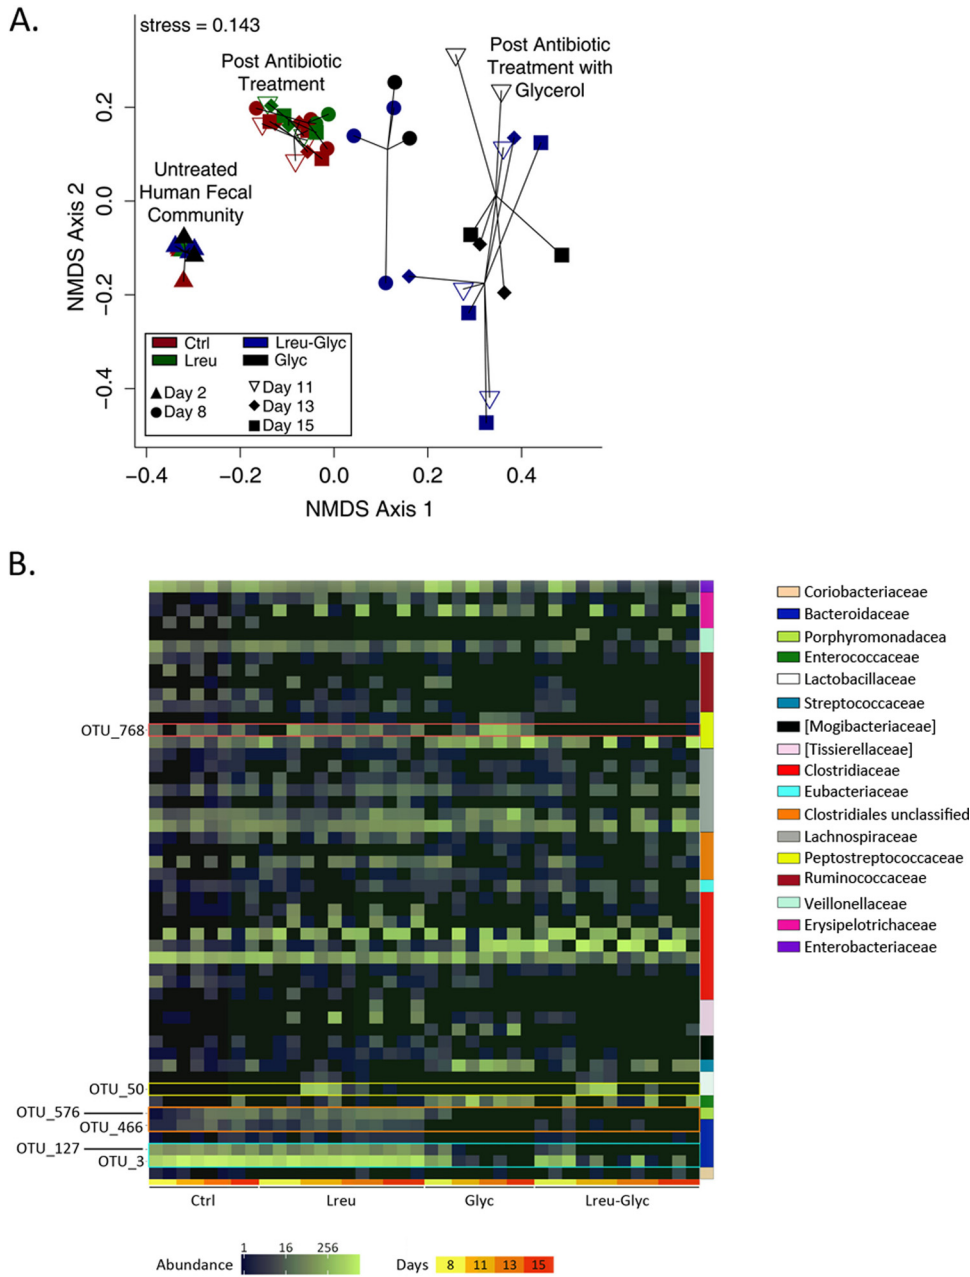 A.
stress = 0.143
Post Antibiotic
Treatment
Post Antibiotic
Treatment with
Glycerol
Untreated
Human Fecal
Community
NMDS Axis 2
0.2
0.0
−0.2
−0.4
Ctrl
Lreu
Lreu-Glyc
Glyc
Day 2
Day 8
Day 11
Day 13
Day 15
−0.4
−0.2
0.0
0.2
0.4
NMDS Axis 1
B.
OTU_768
OTU_50
OTU_576
OTU_466
OTU_127
OTU_3
Coriobacteriaceae
Bacteroidaceae
Porphyromonadacea
Enterococcaceae
Lactobacillaceae
Streptococcaceae
[Mogibacteriaceae]
[Tissierellaceae]
Clostridiaceae
Eubacteriaceae
Clostridiales unclassified
Lachnospiraceae
Peptostreptococcaceae
Ruminococcaceae
Veillonellaceae
Erysipelotrichaceae
Enterobacteriaceae
Ctrl Lreu Glyc Lreu-Glyc
1 16 256
Abundance
Days 8 11 13 15